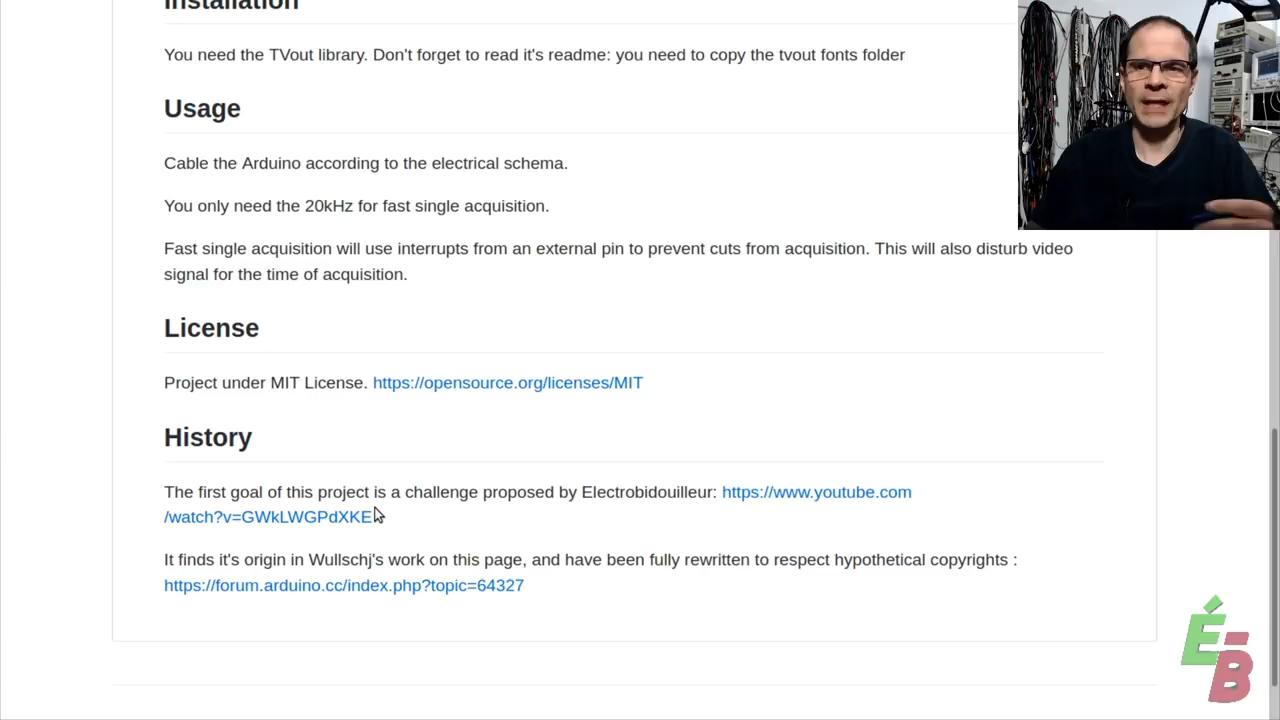 Installation
You need the TVout library. Don't forget to read it's readme: you need to copy the tvout fonts folder
Usage
Cable the Arduino according to the electrical schema.
You only need the 20kHz for fast single acquisition.
Fast single acquisition will use interrupts from an external pin to prevent cuts from acquisition. This will also disturb video
signal for the time of acquisition.
License
Project under MIT License. https://opensource.org/licenses/MIT
History
The first goal of this project is a challenge proposed by Electrobidouilleur: https://www.youtube.com
/watch?v=GWkLWGPdXKE
It finds it's origin in Wullschj's work on this page, and have been fully rewritten to respect hypothetical copyrights :
https://forum.arduino.cc/index.php?topic=64327
É-B